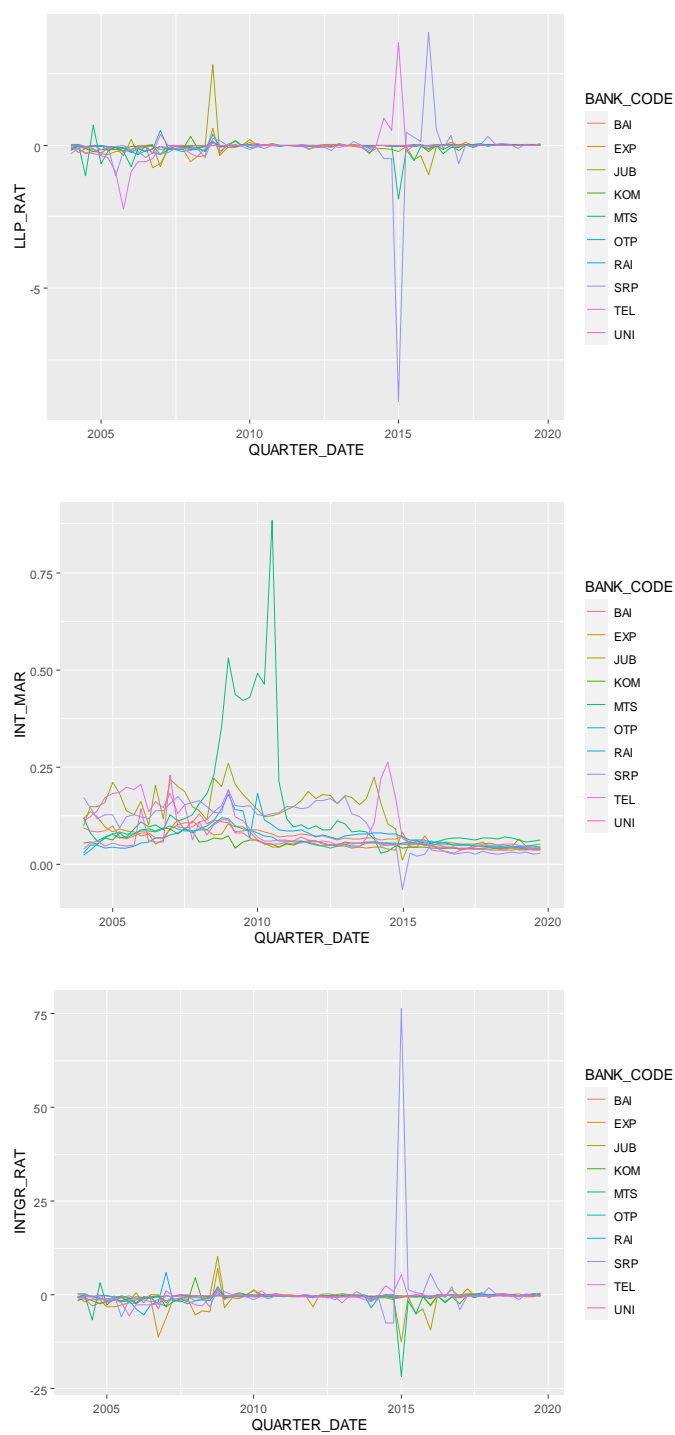 BANK_CODE
BAI
EXP
JUB
KOM
MTS
OTP
RAI
SRP
TEL
UNI
LLP_RAT
0
-5
2005
2010
2015
2020
QUARTER_DATE
BANK_CODE
BAI
EXP
JUB
KOM
MTS
OTP
RAI
SRP
TEL
UNI
INT_MAR
0.75
0.50
0.25
0.00
2005
2010
2015
2020
QUARTER_DATE
BANK_CODE
BAI
EXP
JUB
KOM
MTS
OTP
RAI
SRP
TEL
UNI
INTGR_RAT
75
50
25
0
-25
2005
2010
2015
2020
QUARTER_DATE